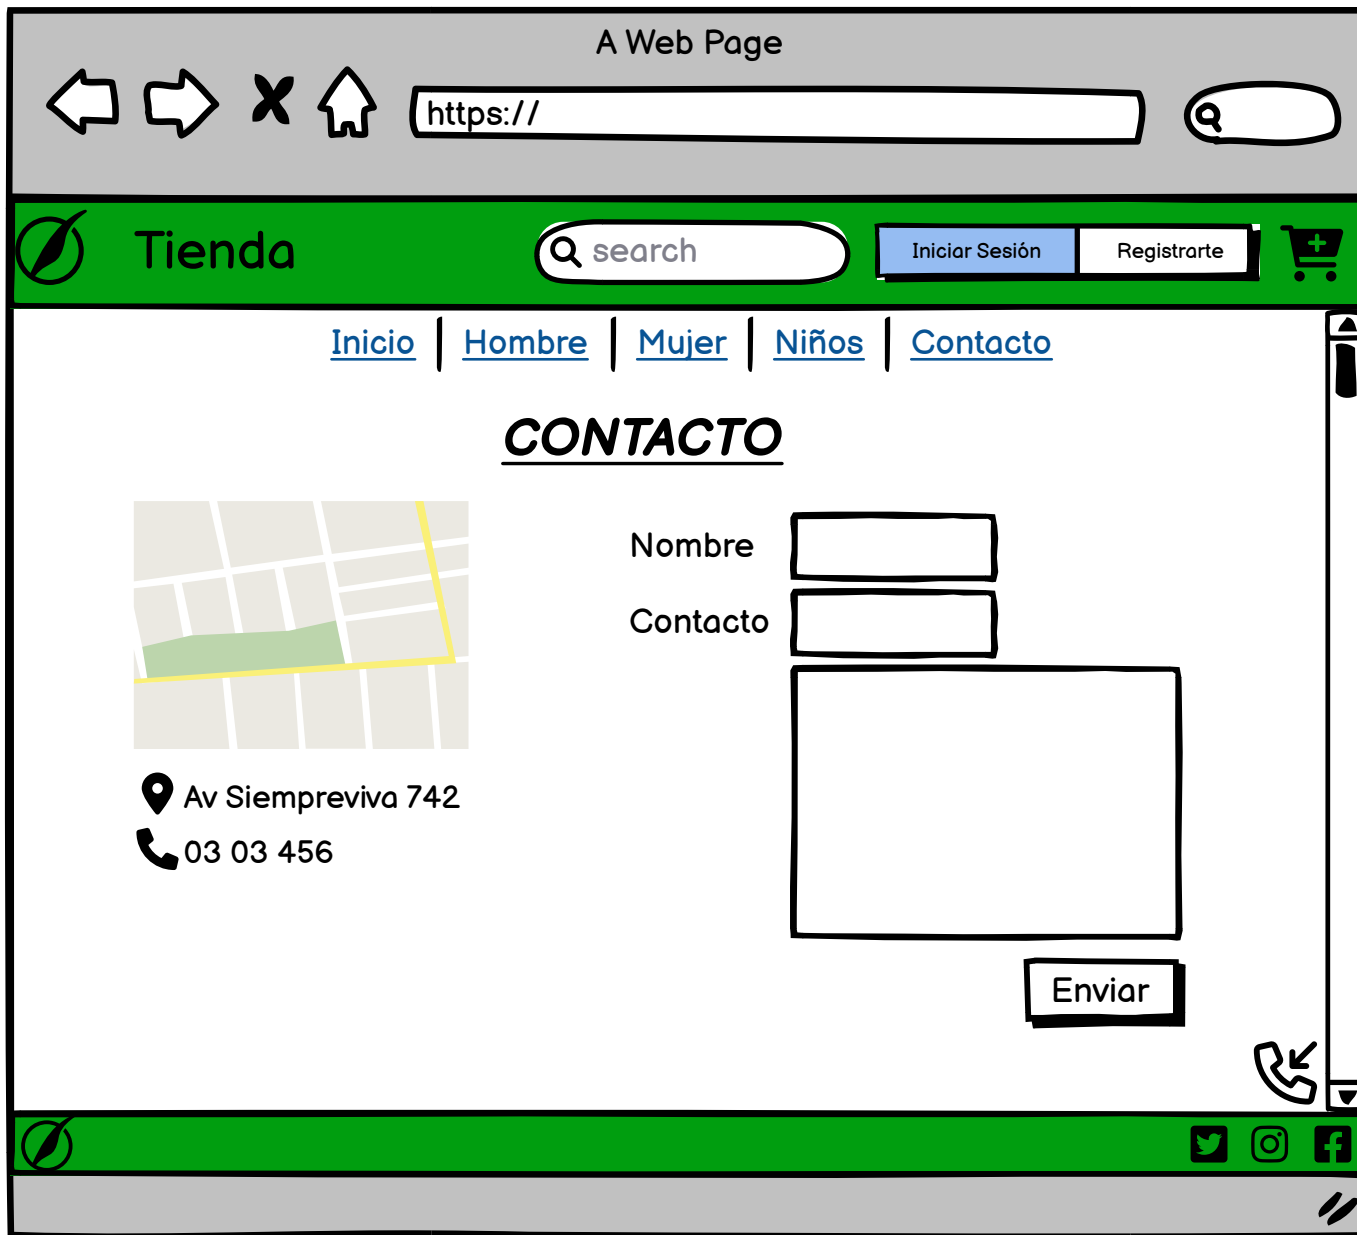 A Web Page
https://
Tienda
search
Iniciar Sesión
Registrarte
Inicio
Hombre
Mujer
Niños
Contacto
CONTACTO
Nombre
Contacto
Av Siempreviva 742
03 03 456
Enviar